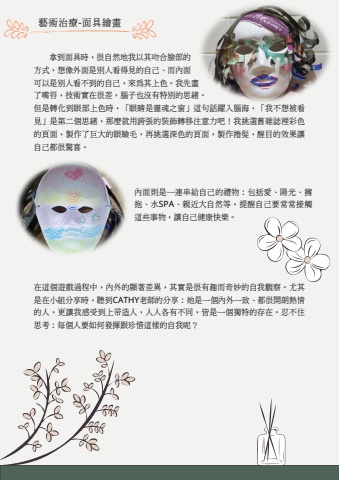 藝術治療-面具繪畫
拿到面具時，很自然地我以其吻合臉部的
方式，想像外面是別人看得見的自己、而內面
可以是別人看不到的自己，來為其上色。我先畫
了嘴唇，技術實在很差，腦子也沒有特別的思緒。
但是轉化到眼部上色時，「眼睛是靈魂之窗」這句話躍入腦海，「我不想被看
見」是第二個思緒，那麼就用誇張的裝飾轉移注意力吧！我挑選舊雜誌裡彩色
的頁面，製作了巨大的眼睫毛，再挑選深色的頁面，製作捲髮，醒目的效果讓
自己都很驚喜。
內面則是一連串給自己的禮物：包括愛、陽光、擁
抱、水SPA、親近大自然等。提醒自己要常常接觸
這些事物，讓自己健康快樂。
在這個遊戲過程中，內外的顯著差異，其實是很有趣而奇妙的自我觀察。尤其
是在小組分享時，聽到CATHY老師的分享：她是一個內外一致、都很開朗熱情
的人，更讓我感受到上帝造人，人人各有不同，皆是一個獨特的存在。忍不住
思考：每個人要如何發揮跟珍惜這樣的自我呢？